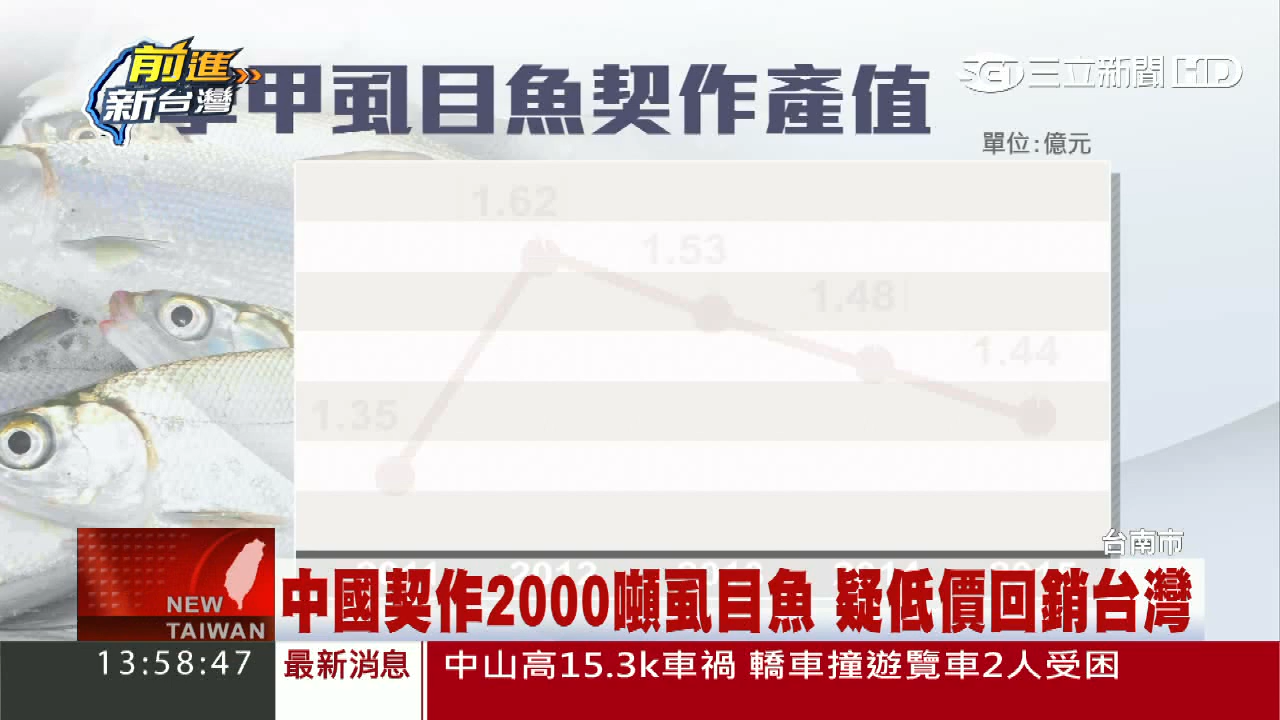 前進
新台灣
甲虱目魚契作產值
三立新聞HD
單位:億元
1.62
1.53
1.48
1.44
1.35
台南市
中國契作2000噸虱目魚 疑低價回銷台灣
NEW
TAIWAN
13:58:47
最新消息
中山高15.3k車禍 轎車撞遊覽車2人受困